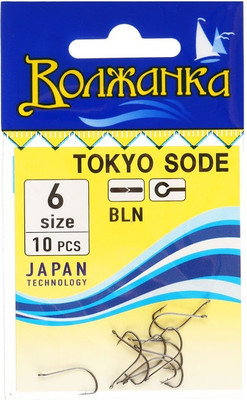 Волжанка
TOKYO SODE
6
size
10 PCS
BLN
JAPAN
TECHNOLOGY